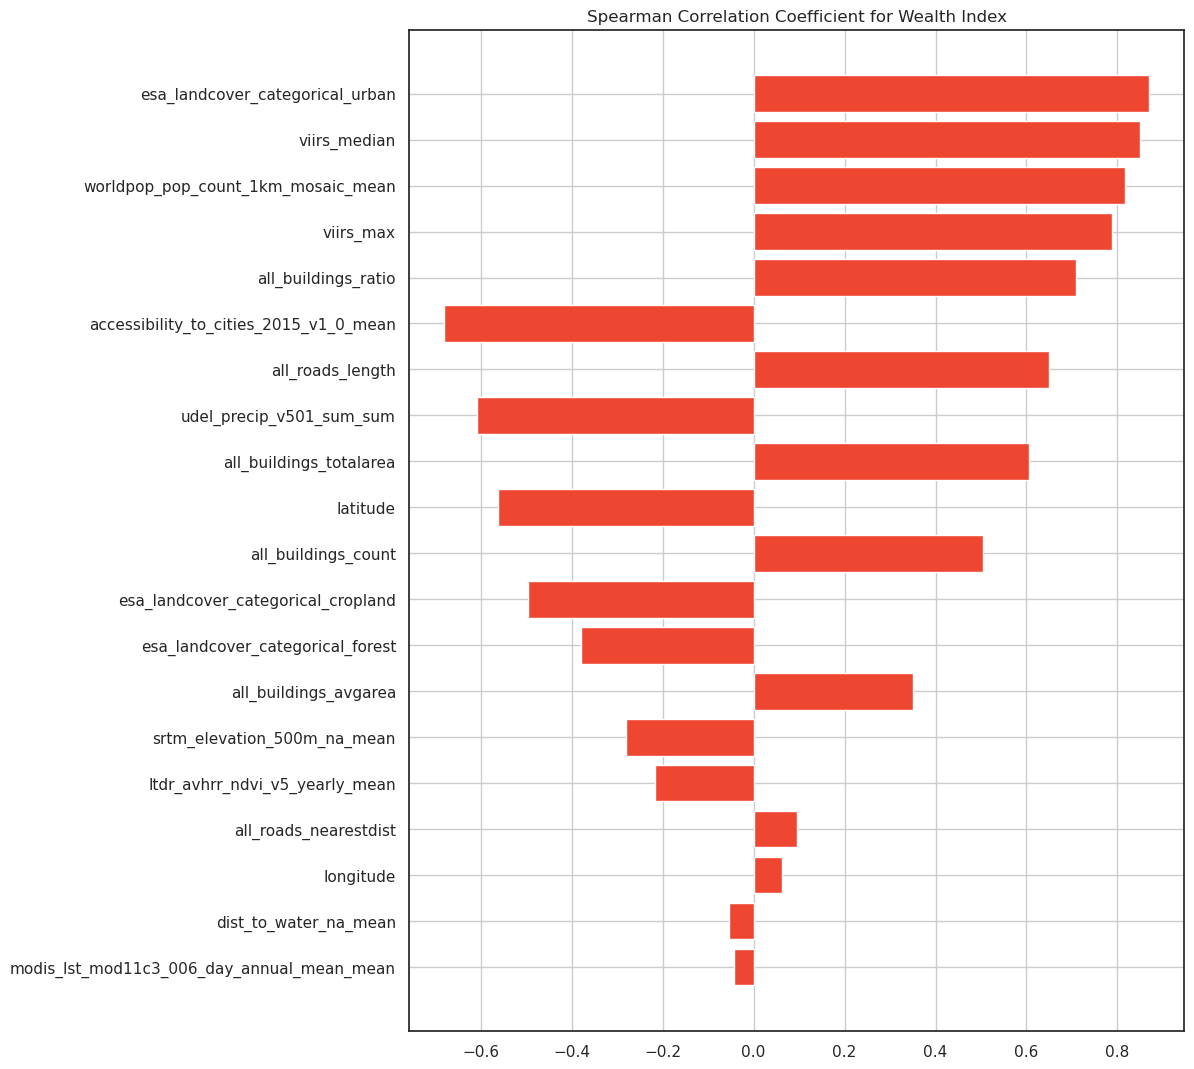 Spearman Correlation Coefficient for Wealth Index
esa_landcover_categorical_urban
viirs_median
worldpop_pop_count_1km_mosaic_mean
viirs_max
all_buildings_ratio
accessibility_to_cities_2015_v1_0_mean
all_roads_length
udel_precip_v501_sum_sum
all_buildings_totalarea
latitude
all_buildings_count
esa_landcover_categorical_cropland
esa_landcover_categorical_forest
all_buildings_avgarea
srtm_elevation_500m_na_mean
ltdr_avhrr_ndvi_v5_yearly_mean
all_roads_nearestdist
longitude
dist_to_water_na_mean
modis_lst_mod11c3_006_day_annual_mean_mean
−0.6 −0.4 −0.2 0.0 0.2 0.4 0.6 0.8